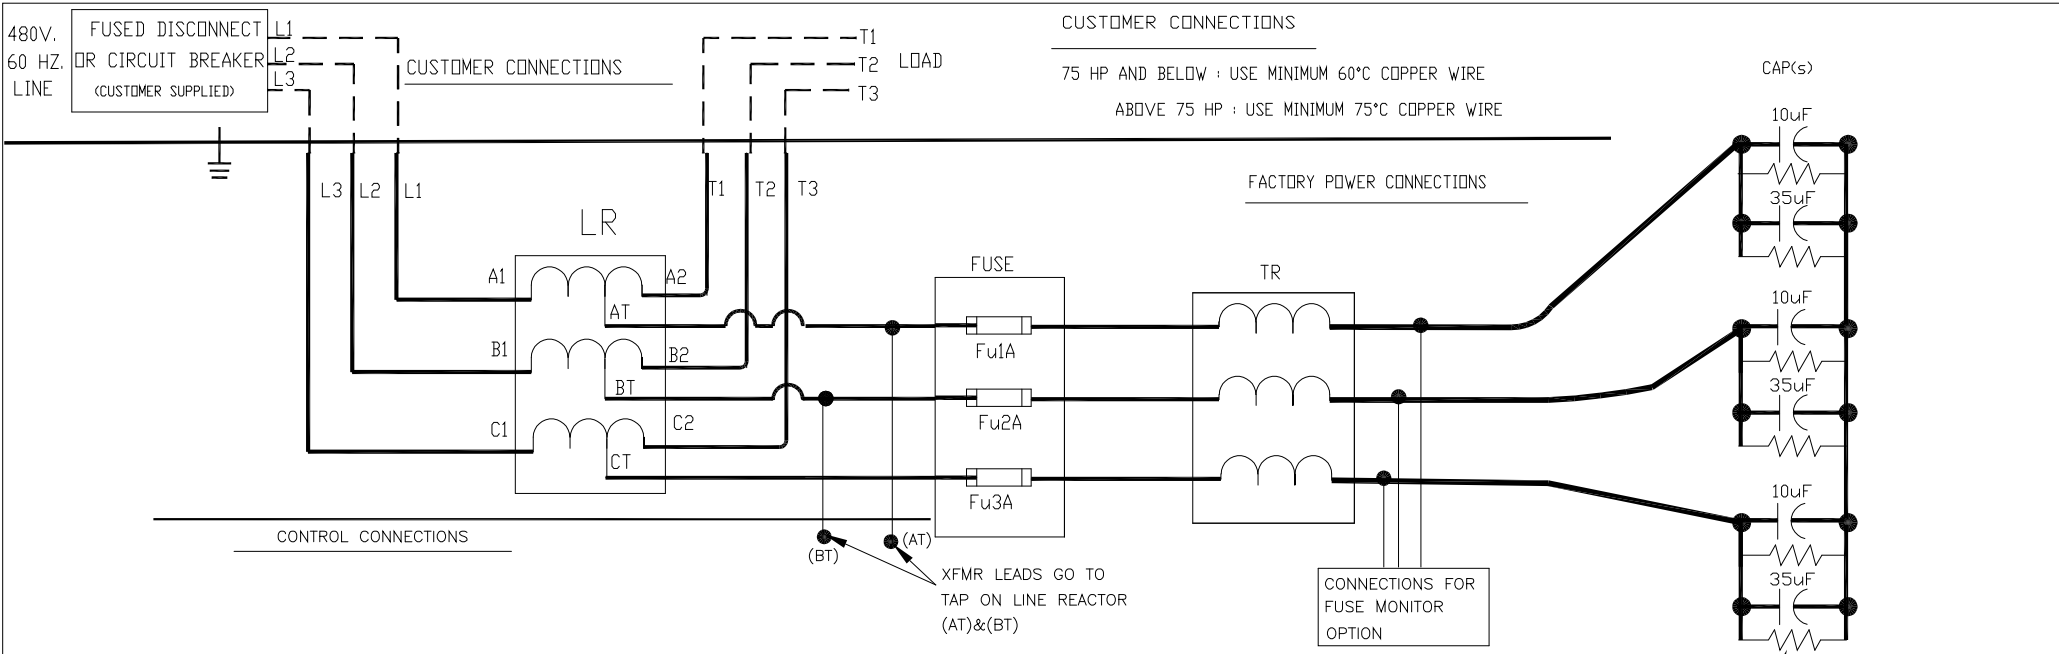 480V.
60 HZ.
LINE
FUSED DISCONNECT
OR CIRCUIT BREAKER
(CUSTOMER SUPPLIED)
L1
L2
L3
CUSTOMER CONNECTIONS
T1
T2
T3
LOAD
CUSTOMER CONNECTIONS
75 HP AND BELOW : USE MINIMUM 60°C COPPER WIRE
ABOVE 75 HP : USE MINIMUM 75°C COPPER WIRE
CAP(s)
L3
L2
L1
T1
T2
T3
FACTORY POWER CONNECTIONS
LR
A1
A2
AT
B1
B2
BT
C1
C2
CT
FUSE
Fu1A
Fu2A
Fu3A
TR
10uF
35uF
10uF
35uF
10uF
35uF
CONTROL CONNECTIONS
(BT)
(AT)
XFMR LEADS GO TO
TAP ON LINE REACTOR
(AT)&(BT)
CONNECTIONS FOR
FUSE MONITOR
OPTION